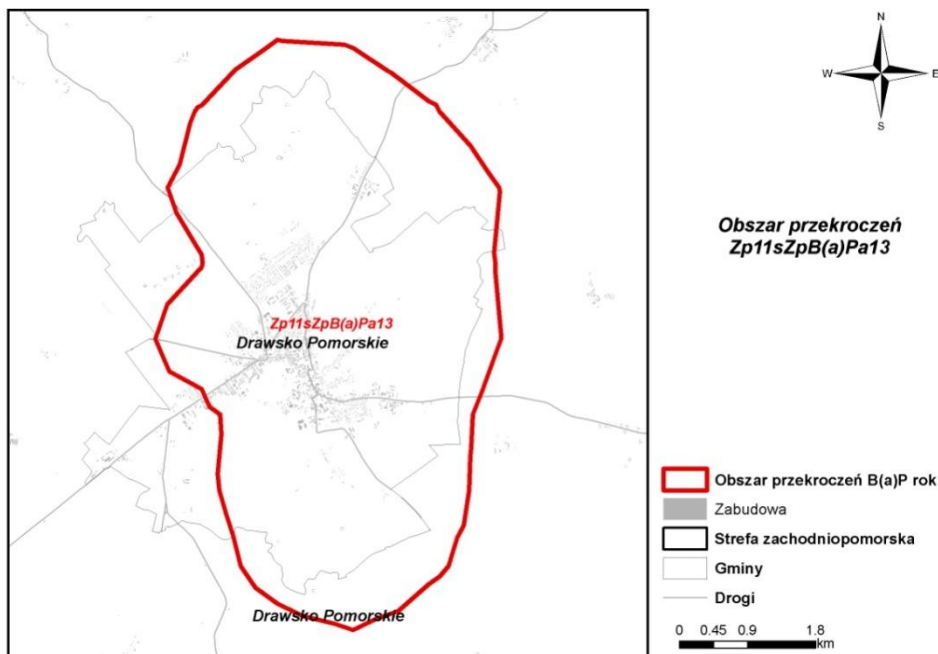 Zp11sZpB(a)Pa13
Drawsko Pomorskie
Drawsko Pomorskie
N
W
E
S
Obszar przekroczeń
Zp11sZpB(a)Pa13
Obszar przekroczeń B(a)P rok
Zabudowa
Strefa zachodniopomorska
Gminy
Drogi
0 0.45 0.9 1.8
km